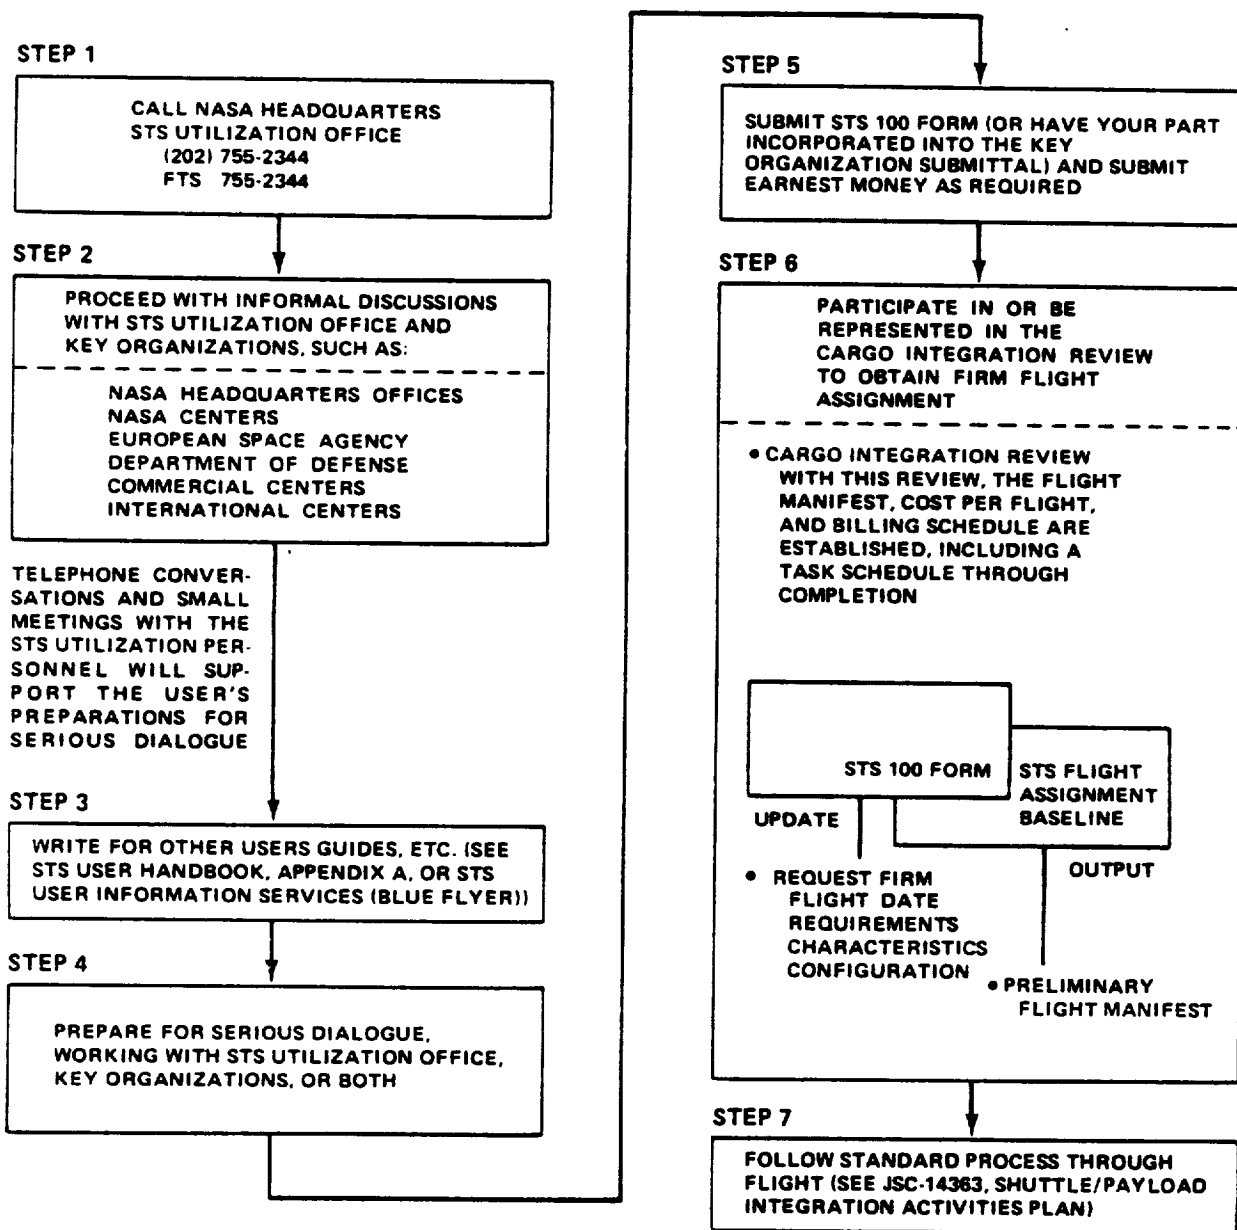 STEP 1
CALL NASA HEADQUARTERS
STS UTILIZATION OFFICE
(202) 755-2344
FTS 755-2344
STEP 2
PROCEED WITH INFORMAL DISCUSSIONS
WITH STS UTILIZATION OFFICE AND
KEY ORGANIZATIONS, SUCH AS:
NASA HEADQUARTERS OFFICES
NASA CENTERS
EUROPEAN SPACE AGENCY
DEPARTMENT OF DEFENSE
COMMERCIAL CENTERS
INTERNATIONAL CENTERS
TELEPHONE CONVER-
SATIONS AND SMALL
MEETINGS WITH THE
STS UTILIZATION PER-
SONNEL WILL SUP-
PORT THE USER'S
PREPARATIONS FOR
SERIOUS DIALOGUE
STEP 3
WRITE FOR OTHER USERS GUIDES, ETC. (SEE
STS USER HANDBOOK, APPENDIX A, OR STS
USER INFORMATION SERVICES (BLUE FLYER))
STEP 4
PREPARE FOR SERIOUS DIALOGUE,
WORKING WITH STS UTILIZATION OFFICE,
KEY ORGANIZATIONS, OR BOTH
STEP 5
SUBMIT STS 100 FORM (OR HAVE YOUR PART
INCORPORATED INTO THE KEY
ORGANIZATION SUBMITTAL) AND SUBMIT
EARNEST MONEY AS REQUIRED
STEP 6
PARTICIPATE IN OR BE
REPRESENTED IN THE
CARGO INTEGRATION REVIEW
TO OBTAIN FIRM FLIGHT
ASSIGNMENT
• CARGO INTEGRATION REVIEW
WITH THIS REVIEW, THE FLIGHT
MANIFEST, COST PER FLIGHT,
AND BILLING SCHEDULE ARE
ESTABLISHED, INCLUDING A
TASK SCHEDULE THROUGH
COMPLETION
STS 100 FORM
STS FLIGHT
ASSIGNMENT
BASELINE
UPDATE
OUTPUT
• REQUEST FIRM
FLIGHT DATE
REQUIREMENTS
CHARACTERISTICS
CONFIGURATION
• PRELIMINARY
FLIGHT MANIFEST
STEP 7
FOLLOW STANDARD PROCESS THROUGH
FLIGHT (SEE JSC-14363, SHUTTLE/PAYLOAD
INTEGRATION ACTIVITIES PLAN)